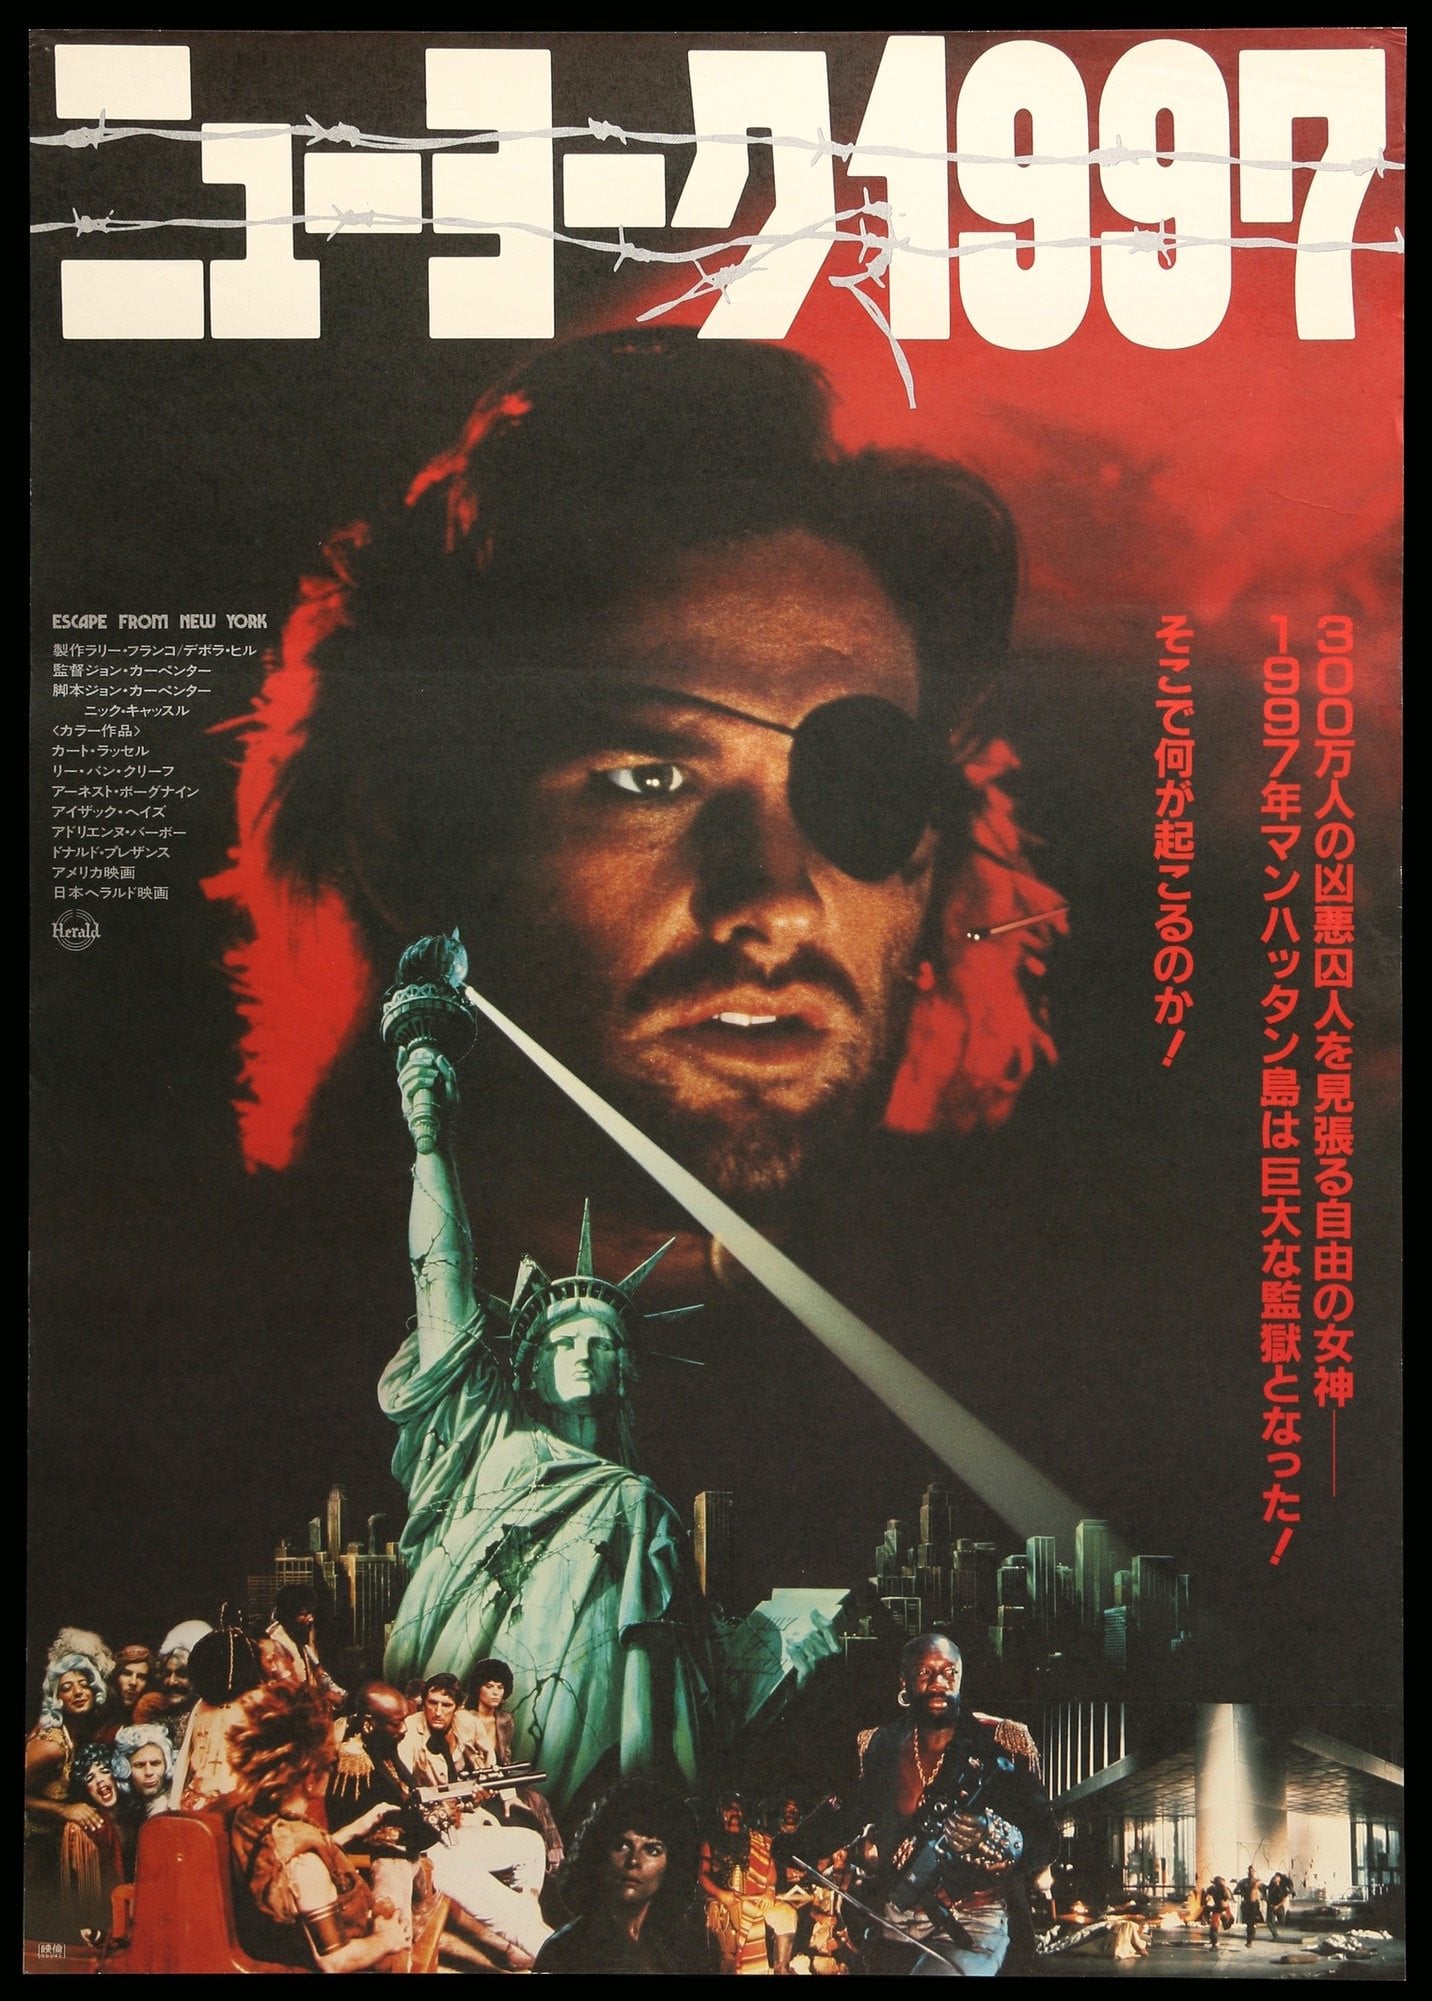 ニューヨーク1997
ESCAPE FROM NEW YORK
製作ラリー・フランコ/デボラ・ヒル
監督ジョン・カーペンター
脚本ジョン・カーペンター
ニック・キャッスル
〈カラー作品〉
カート・ラッセル
リー・バン・クリーフ
アーネスト・ボーグナイン
アイザック・ヘイズ
アドリエンヌ・バーボー
ドナルド・プレザンス
アメリカ映画
日本ヘラルド映画
Herald
300万人の凶悪囚人を見張る自由の女神——
1997年マンハッタン島は巨大な監獄となった！
そこで何が起こるのか！
映倫